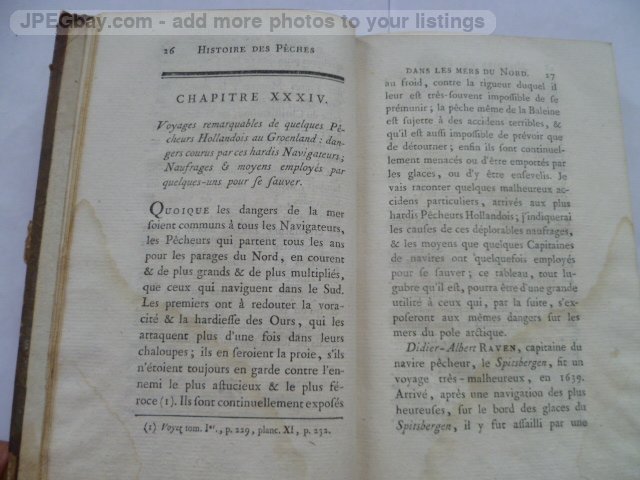 JPEGbay.com - add more photos to your listings
26 HISTOIRE DES PÊCHES
CHAPITRE XXXIV.
Voyages remarquables de quelques Pê-
cheurs Hollandois au Groenland : dan-
gers courus par ces hardis Navigateurs ;
Naufrages & moyens employés par
quelques-uns pour se sauver.
QUOIQUE les dangers de la mer
soient communs à tous les Navigateurs,
les Pêcheurs qui partent tous les ans
pour les parages du Nord, en courent
& de plus grands & de plus multipliés,
que ceux qui naviguent dans le Sud.
Les premiers ont à redouter la vora-
cité & la hardiesse des Ours, qui les
attaquent plus d'une fois dans leurs
chaloupes ; ils en seroient la proie, s'ils
n'étoient toujours en garde contre l'en-
nemi le plus astucieux & le plus fé-
roce (1). Ils sont continuellement exposés
(1) Voyez tom. Ier., p. 229, planc. XI, p. 232.
DANS LES MERS DU NORD. 27
au froid, contre la rigueur duquel il
leur est très-souvent impossible de se
prémunir ; la pêche même de la Baleine
est sujette à des accidens terribles, &
qu'il est aussi impossible de prévoir que
de détourner ; enfin ils sont continuel-
lement menacés ou d'être emportés par
les glaces, ou d'y être ensevelis. Je
vais raconter quelques malheureux ac-
cidens particuliers, arrivés aux plus
hardis Pêcheurs Hollandois ; j'indiquerai
les causes de ces déplorables naufrages,
& les moyens que quelques Capitaines
de navires ont quelquefois employés
pour se sauver ; ce tableau, tout lu-
gubre qu'il est, pourra être d'une grande
utilité à ceux qui, par la suite, s'ex-
poseront aux mêmes dangers sur les
mers du pole arctique.
Didier-Albert RAVEN, capitaine du
navire pêcheur, le Spitsbergen, fit un
voyage très-malheureux, en 1639.
Arrivé, après une navigation des plus
heureuses, sur le bord des glaces du
Spitsbergen, il y fut assailli par une